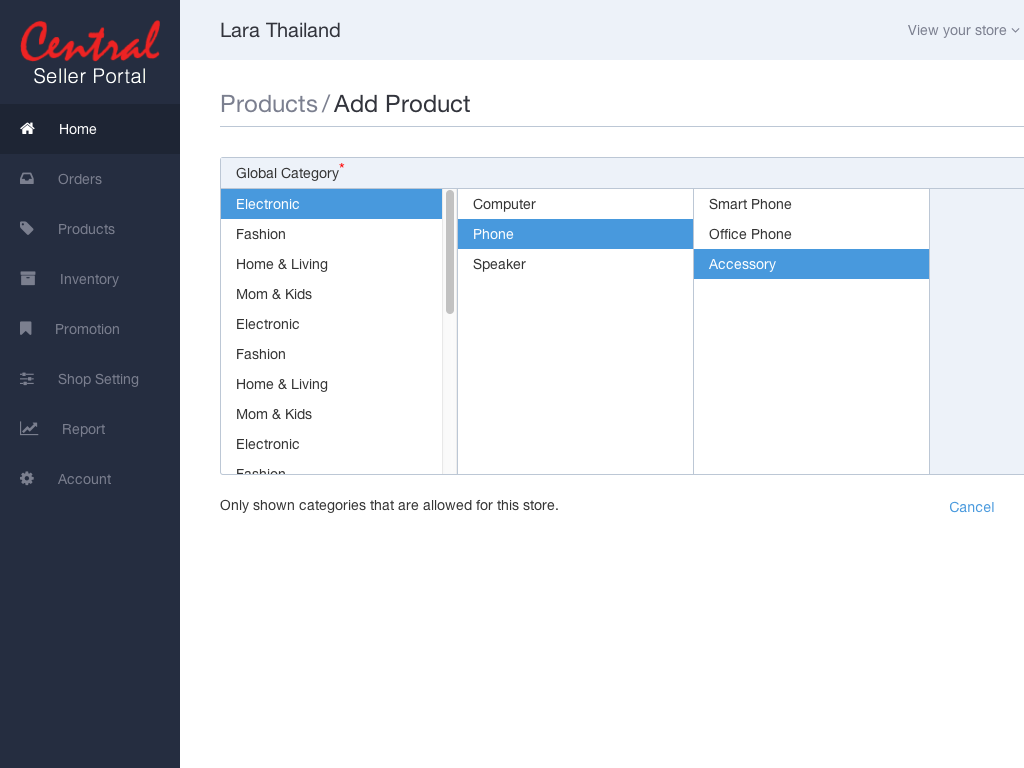 Central
Seller Portal
Home
Orders
Products
Inventory
Promotion
Shop Setting
Report
Account
Lara Thailand
View your store
Products / Add Product
Global Category*
Electronic
Fashion
Home & Living
Mom & Kids
Electronic
Fashion
Home & Living
Mom & Kids
Electronic
Fashion
Computer
Phone
Speaker
Smart Phone
Office Phone
Accessory
Only shown categories that are allowed for this store.
Cancel